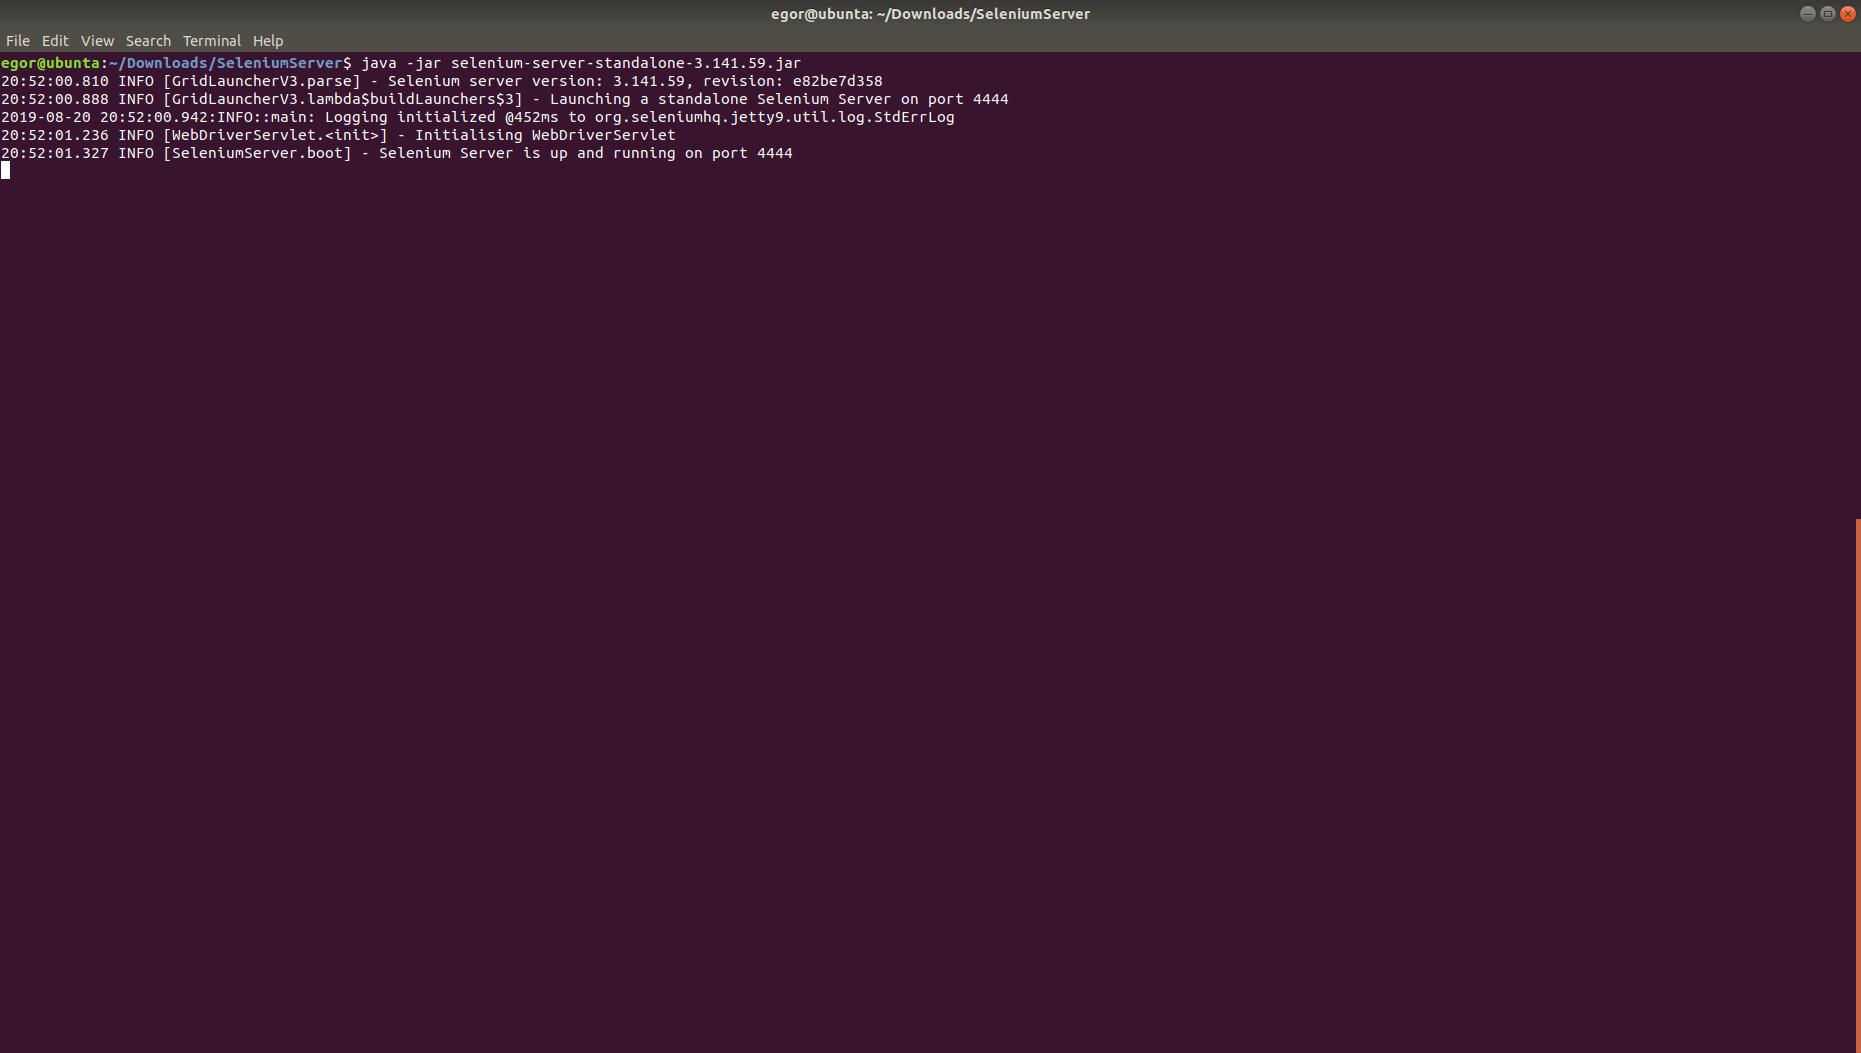 egor@ubunta: ~/Downloads/SeleniumServer
File Edit View Search Terminal Help
egor@ubunta:~/Downloads/SeleniumServer$ java -jar selenium-server-standalone-3.141.59.jar
20:52:00.810 INFO [GridLauncherV3.parse] - Selenium server version: 3.141.59, revision: e82be7d358
20:52:00.888 INFO [GridLauncherV3.lambda$buildLaunchers$3] - Launching a standalone Selenium Server on port 4444
2019-08-20 20:52:00.942:INFO::main: Logging initialized @452ms to org.seleniumhq.jetty9.util.log.StdErrLog
20:52:01.236 INFO [WebDriverServlet.<init>] - Initialising WebDriverServlet
20:52:01.327 INFO [SeleniumServer.boot] - Selenium Server is up and running on port 4444